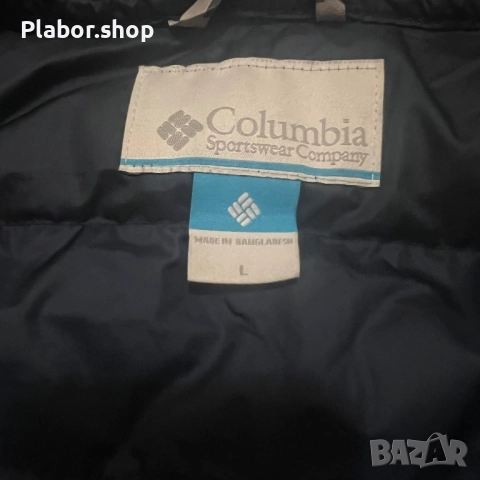 Plabor.shop
Columbia
Sportswear Company
MADE IN BANGLADESH
L
BAZAR